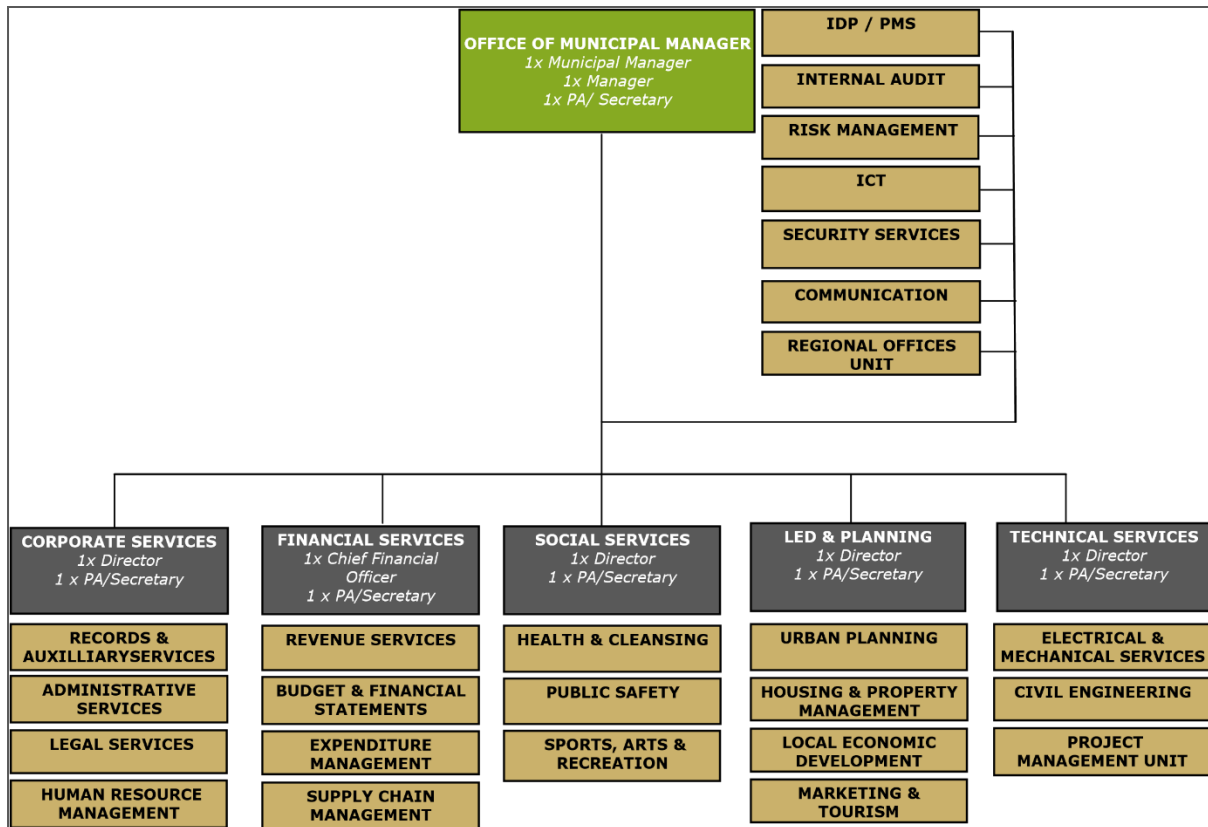 OFFICE OF MUNICIPAL MANAGER
1x Municipal Manager
1x Manager
1x PA/ Secretary
IDP / PMS
INTERNAL AUDIT
RISK MANAGEMENT
ICT
SECURITY SERVICES
COMMUNICATION
REGIONAL OFFICES
UNIT
CORPORATE SERVICES
1x Director
1 x PA/Secretary
RECORDS &
AUXILLIARYSERVICES
ADMINISTRATIVE
SERVICES
LEGAL SERVICES
HUMAN RESOURCE
MANAGEMENT
FINANCIAL SERVICES
1x Chief Financial
Officer
1 x PA/Secretary
REVENUE SERVICES
BUDGET & FINANCIAL
STATEMENTS
EXPENDITURE
MANAGEMENT
SUPPLY CHAIN
MANAGEMENT
SOCIAL SERVICES
1x Director
1 x PA/Secretary
HEALTH & CLEANSING
PUBLIC SAFETY
SPORTS, ARTS &
RECREATION
LED & PLANNING
1x Director
1 x PA/Secretary
URBAN PLANNING
HOUSING & PROPERTY
MANAGEMENT
LOCAL ECONOMIC
DEVELOPMENT
MARKETING &
TOURISM
TECHNICAL SERVICES
1x Director
1 x PA/Secretary
ELECTRICAL &
MECHANICAL SERVICES
CIVIL ENGINEERING
PROJECT
MANAGEMENT UNIT